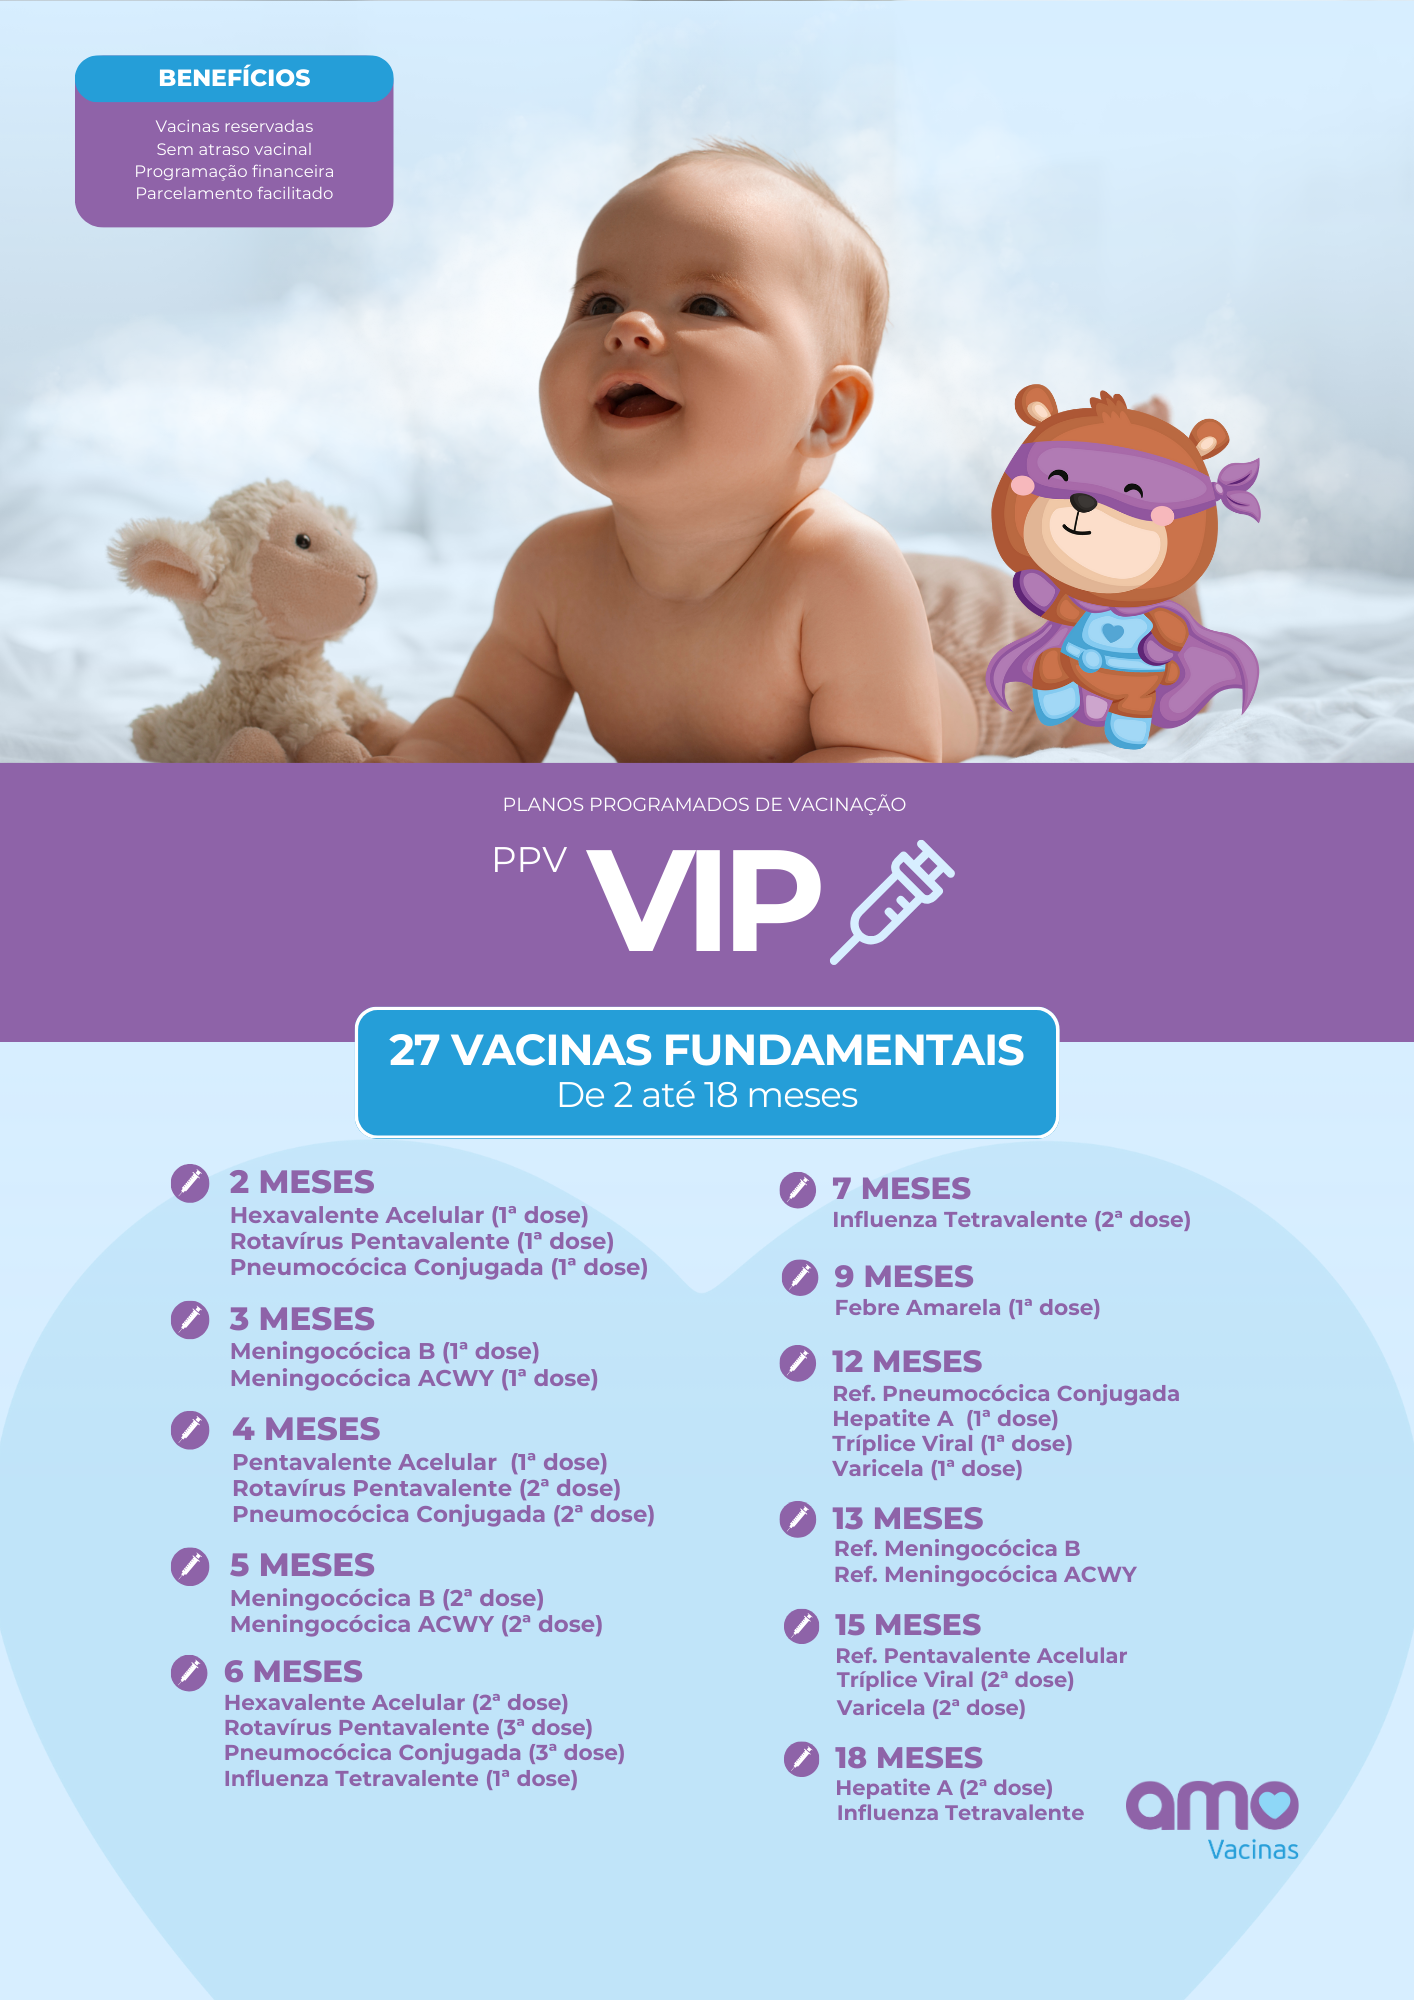 BENEFÍCIOS
Vacinas reservadas
Sem atraso vacinal
Programação financeira
Parcelamento facilitado
PLANOS PROGRAMADOS DE VACINAÇÃO
PPV VIP
27 VACINAS FUNDAMENTAIS
De 2 até 18 meses
2 MESES
Hexavalente Acelular (1ª dose)
Rotavírus Pentavalente (1ª dose)
Pneumocócica Conjugada (1ª dose)
3 MESES
Meningocócica B (1ª dose)
Meningocócica ACWY (1ª dose)
4 MESES
Pentavalente Acelular (1ª dose)
Rotavírus Pentavalente (2ª dose)
Pneumocócica Conjugada (2ª dose)
5 MESES
Meningocócica B (2ª dose)
Meningocócica ACWY (2ª dose)
6 MESES
Hexavalente Acelular (2ª dose)
Rotavírus Pentavalente (3ª dose)
Pneumocócica Conjugada (3ª dose)
Influenza Tetravalente (1ª dose)
7 MESES
Influenza Tetravalente (2ª dose)
9 MESES
Febre Amarela (1ª dose)
12 MESES
Ref. Pneumocócica Conjugada
Hepatite A (1ª dose)
Tríplice Viral (1ª dose)
Varicela (1ª dose)
13 MESES
Ref. Meningocócica B
Ref. Meningocócica ACWY
15 MESES
Ref. Pentavalente Acelular
Tríplice Viral (2ª dose)
Varicela (2ª dose)
18 MESES
Hepatite A (2ª dose)
Influenza Tetravalente
amo
Vacinas